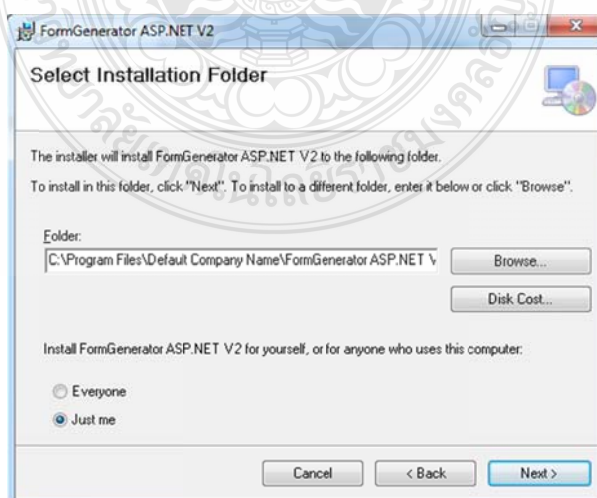 FormGenerator ASP.NET V2
Select Installation Folder
The installer will install FormGenerator ASP.NET V2 to the following folder.
To install in this folder, click "Next". To install to a different folder, enter it below or click "Browse".
Folder:
C:\Program Files\Default Company Name\FormGenerator ASP.NET V
Browse...
Disk Cost...
Install FormGenerator ASP.NET V2 for yourself, or for anyone who uses this computer:
Everyone
Just me
Cancel
< Back
Next >